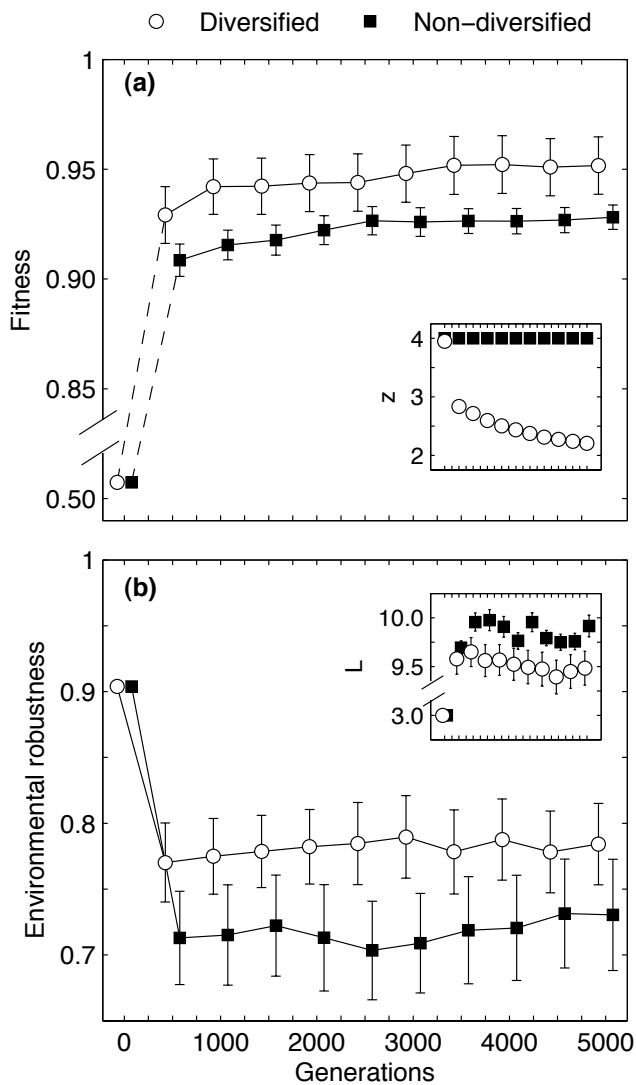 Diversified Non-diversified
(a)
1
0.95
0.90
0.85
0.50
Fitness
4
3
2
z
(b)
1
0.9
0.8
0.7
Environmental robustness
10.0
9.5
3.0
L
0 1000 2000 3000 4000 5000
Generations